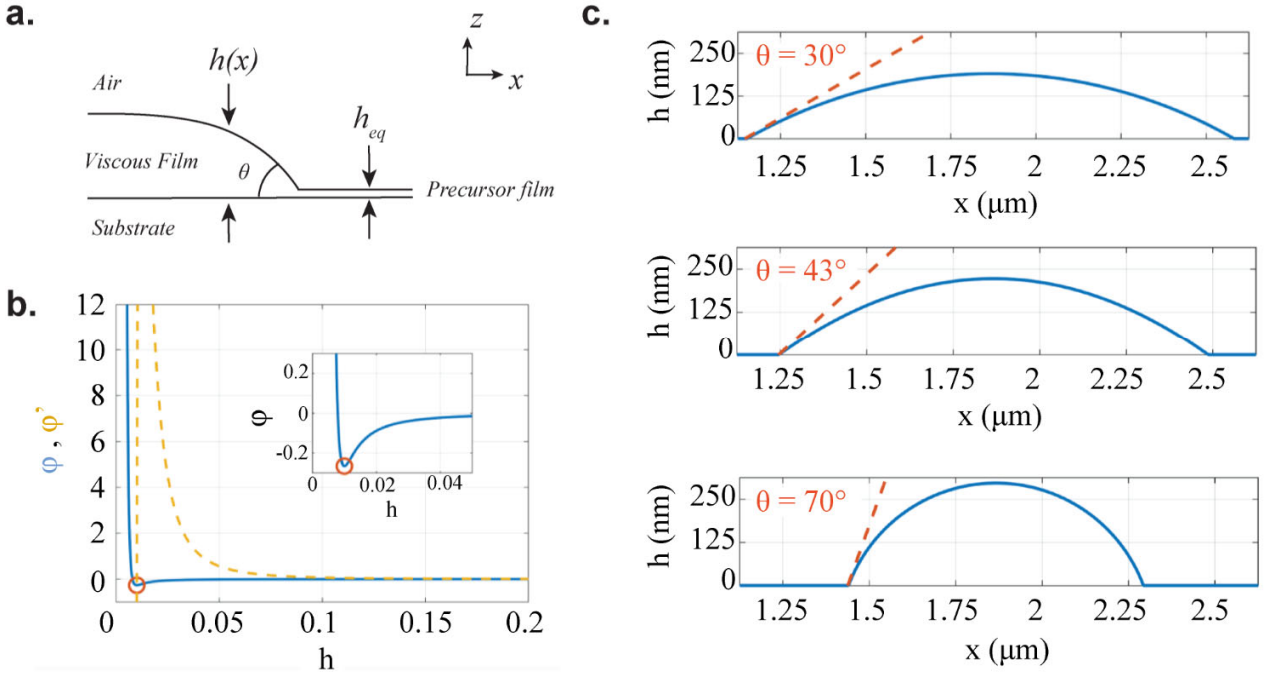 a.
z
x
h(x)
Air
h_eq
Viscous Film
θ
Precursor film
Substrate
b.
12
10
8
6
4
2
0
φ , φ'
0 0.05 0.1 0.15 0.2
h
0.2
0
-0.2
φ
0 0.02 0.04
h
c.
h (nm)
250
125
0
θ = 30°
1.25 1.5 1.75 2 2.25 2.5
x (μm)
h (nm)
250
125
0
θ = 43°
1.25 1.5 1.75 2 2.25 2.5
x (μm)
h (nm)
250
125
0
θ = 70°
1.25 1.5 1.75 2 2.25 2.5
x (μm)